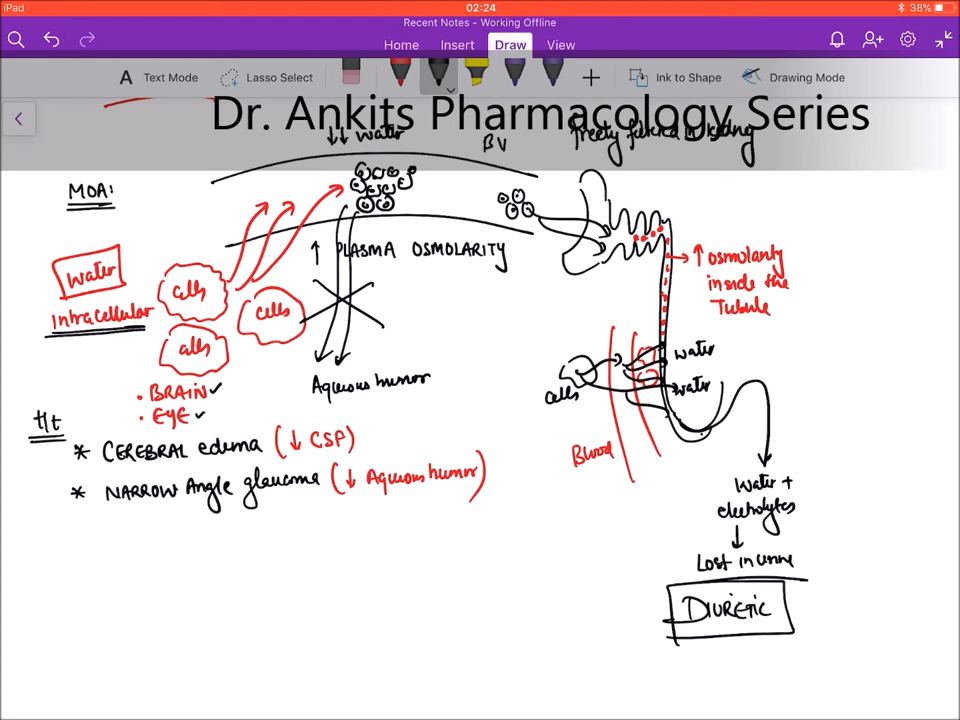 iPad
02:24
38%
Recent Notes - Working Offline
Home Insert Draw View
A Text Mode
Lasso Select
Ink to Shape
Drawing Mode
Dr. Ankits Pharmacology Series
↓↓ water
BV
freely filtered in kidney
MOA:
↑ PLASMA OSMOLARITY
water
intracellular
cells
cells
cells
↑ osmolarity
inside the
Tubule
water
water
cells
Aqueous humor
Blood
• BRAIN ✓
• EYE ✓
t/t
* CEREBRAL edema (↓ CSF)
* NARROW Angle glaucoma (↓ Aqueous humor)
water +
electrolytes
↓
Lost in urine
DIURETIC